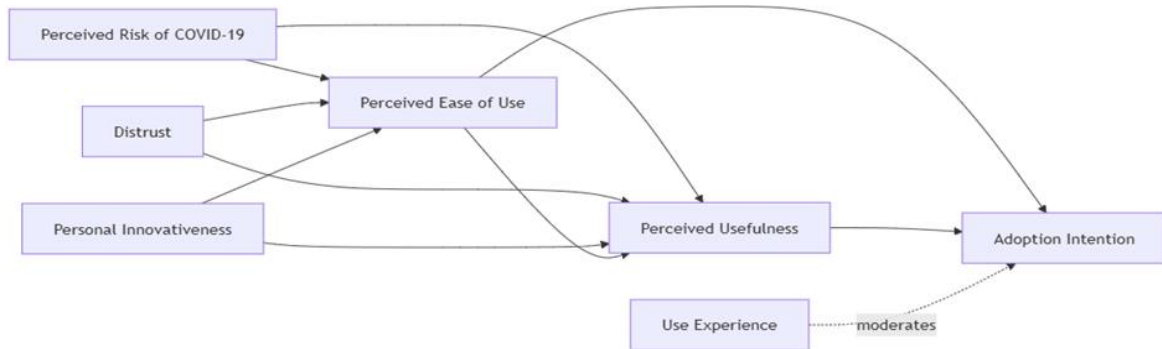 Perceived Risk of COVID-19
Perceived Ease of Use
Distrust
Personal Innovativeness
Perceived Usefulness
Adoption Intention
Use Experience
moderates